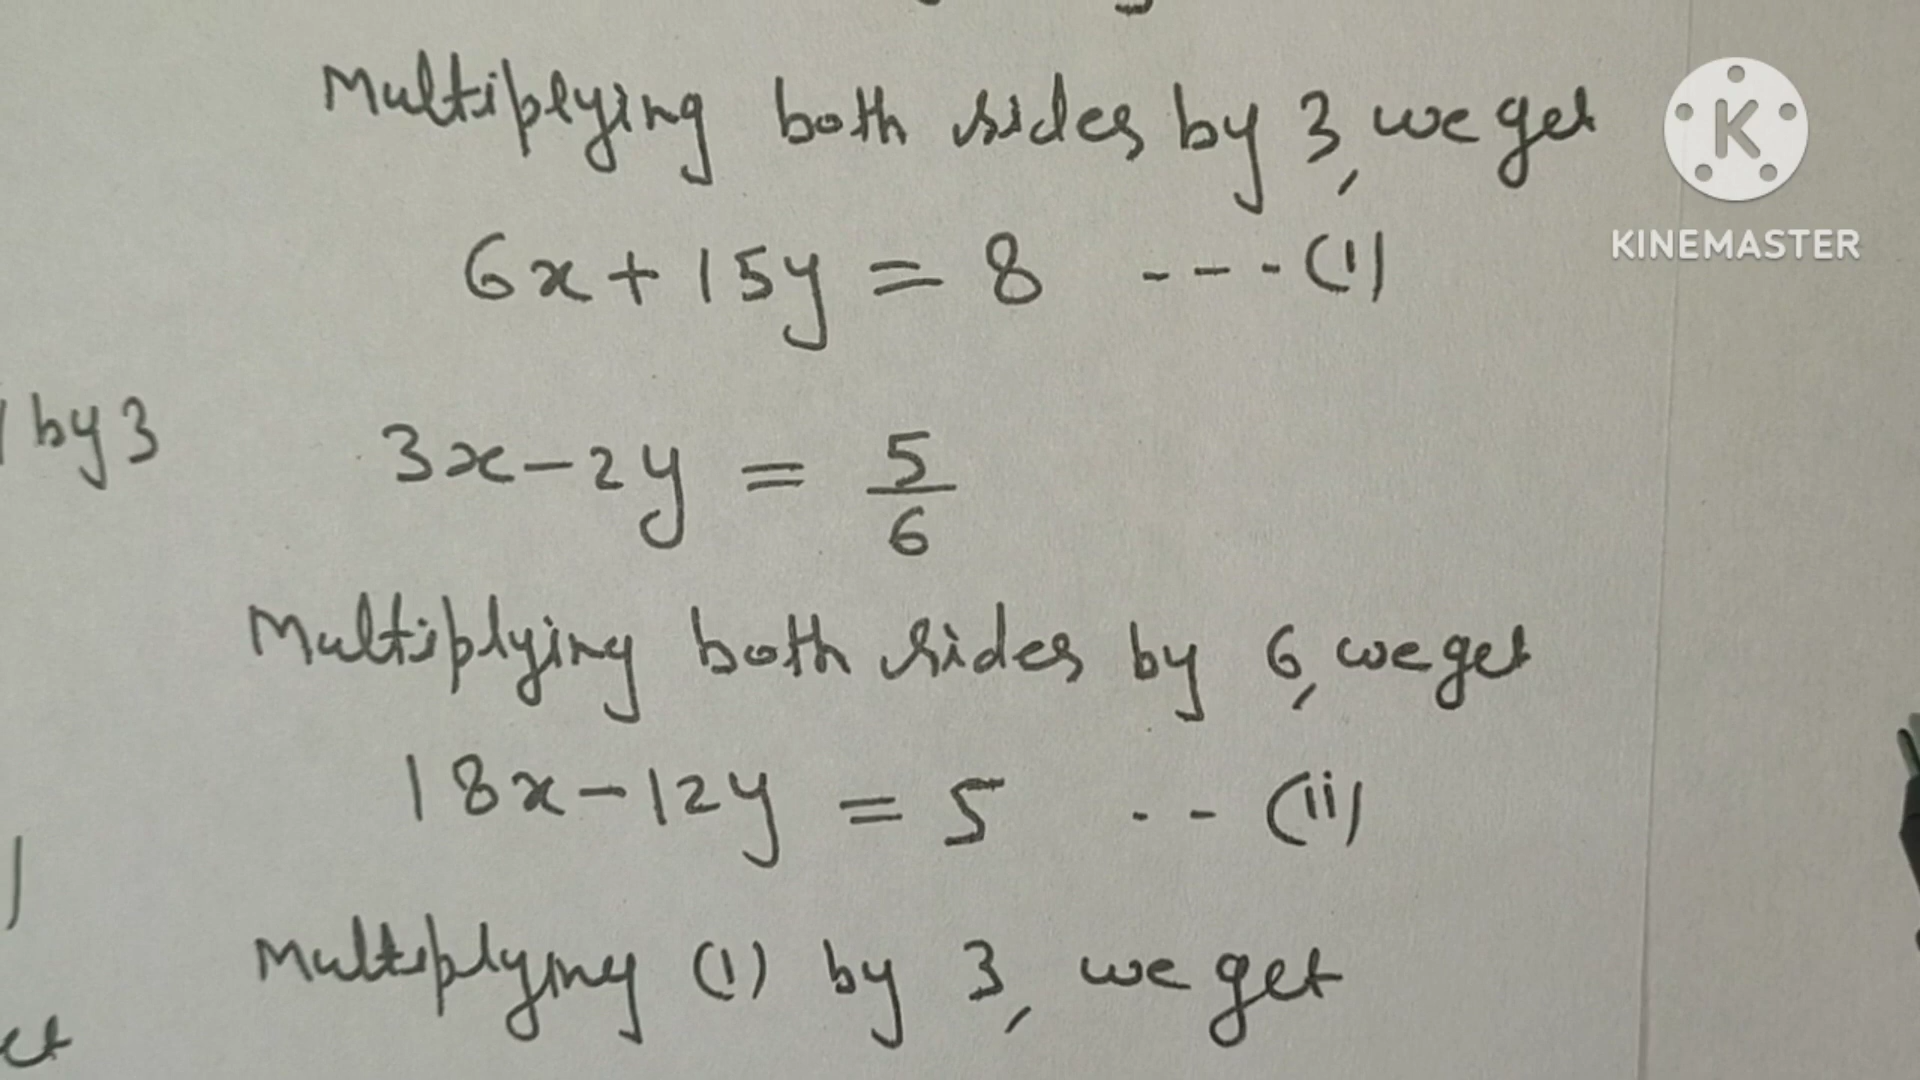 Multiplying both sides by 3, we get
K
KINEMASTER
6x + 15y = 8 - - - - (i)
by 3
3x - 2y = 5/6
Multiplying both sides by 6, we get
18x - 12y = 5 - - (ii)
Multiplying (i) by 3, we get